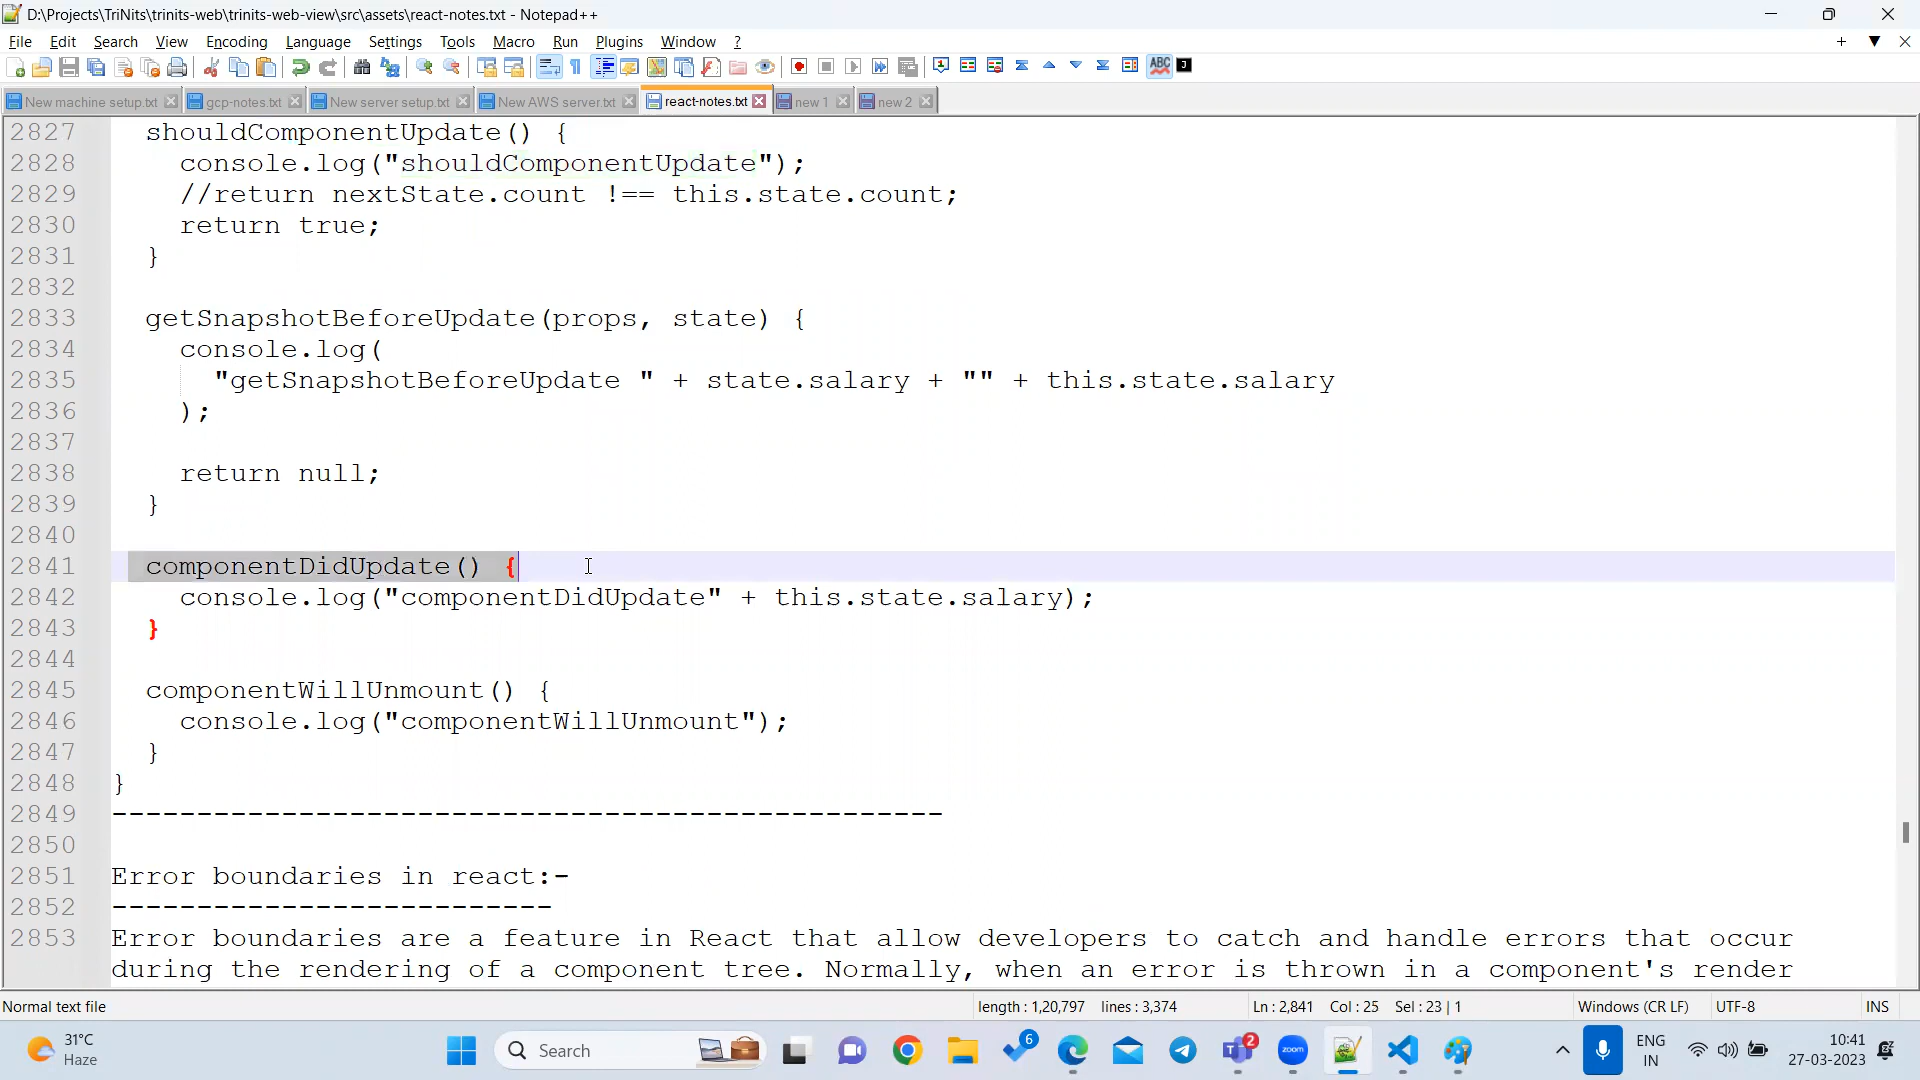 D:\Projects\TriNits\trinits-web\trinits-web-view\src\assets\react-notes.txt - Notepad++
File Edit Search View Encoding Language Settings Tools Macro Run Plugins Window ?
New machine setup.txt gcp-notes.txt New server setup.txt New AWS server.txt react-notes.txt new 1 new 2
2827 shouldComponentUpdate() {
2828 console.log("shouldComponentUpdate");
2829 //return nextState.count !== this.state.count;
2830 return true;
2831 }
2832
2833 getSnapshotBeforeUpdate(props, state) {
2834 console.log(
2835 "getSnapshotBeforeUpdate " + state.salary + "" + this.state.salary
2836 );
2837
2838 return null;
2839 }
2840
2841 componentDidUpdate() {
2842 console.log("componentDidUpdate" + this.state.salary);
2843 }
2844
2845 componentWillUnmount() {
2846 console.log("componentWillUnmount");
2847 }
2848 }
2849 -------------------------------------------------
2850
2851 Error boundaries in react:-
2852 --------------------------
2853 Error boundaries are a feature in React that allow developers to catch and handle errors that occur
during the rendering of a component tree. Normally, when an error is thrown in a component's render
Normal text file length : 1,20,797 lines : 3,374 Ln : 2,841 Col : 25 Sel : 23 | 1 Windows (CR LF) UTF-8 INS
31°C
Haze
Search
6
2
zoom
ENG
IN
10:41
27-03-2023